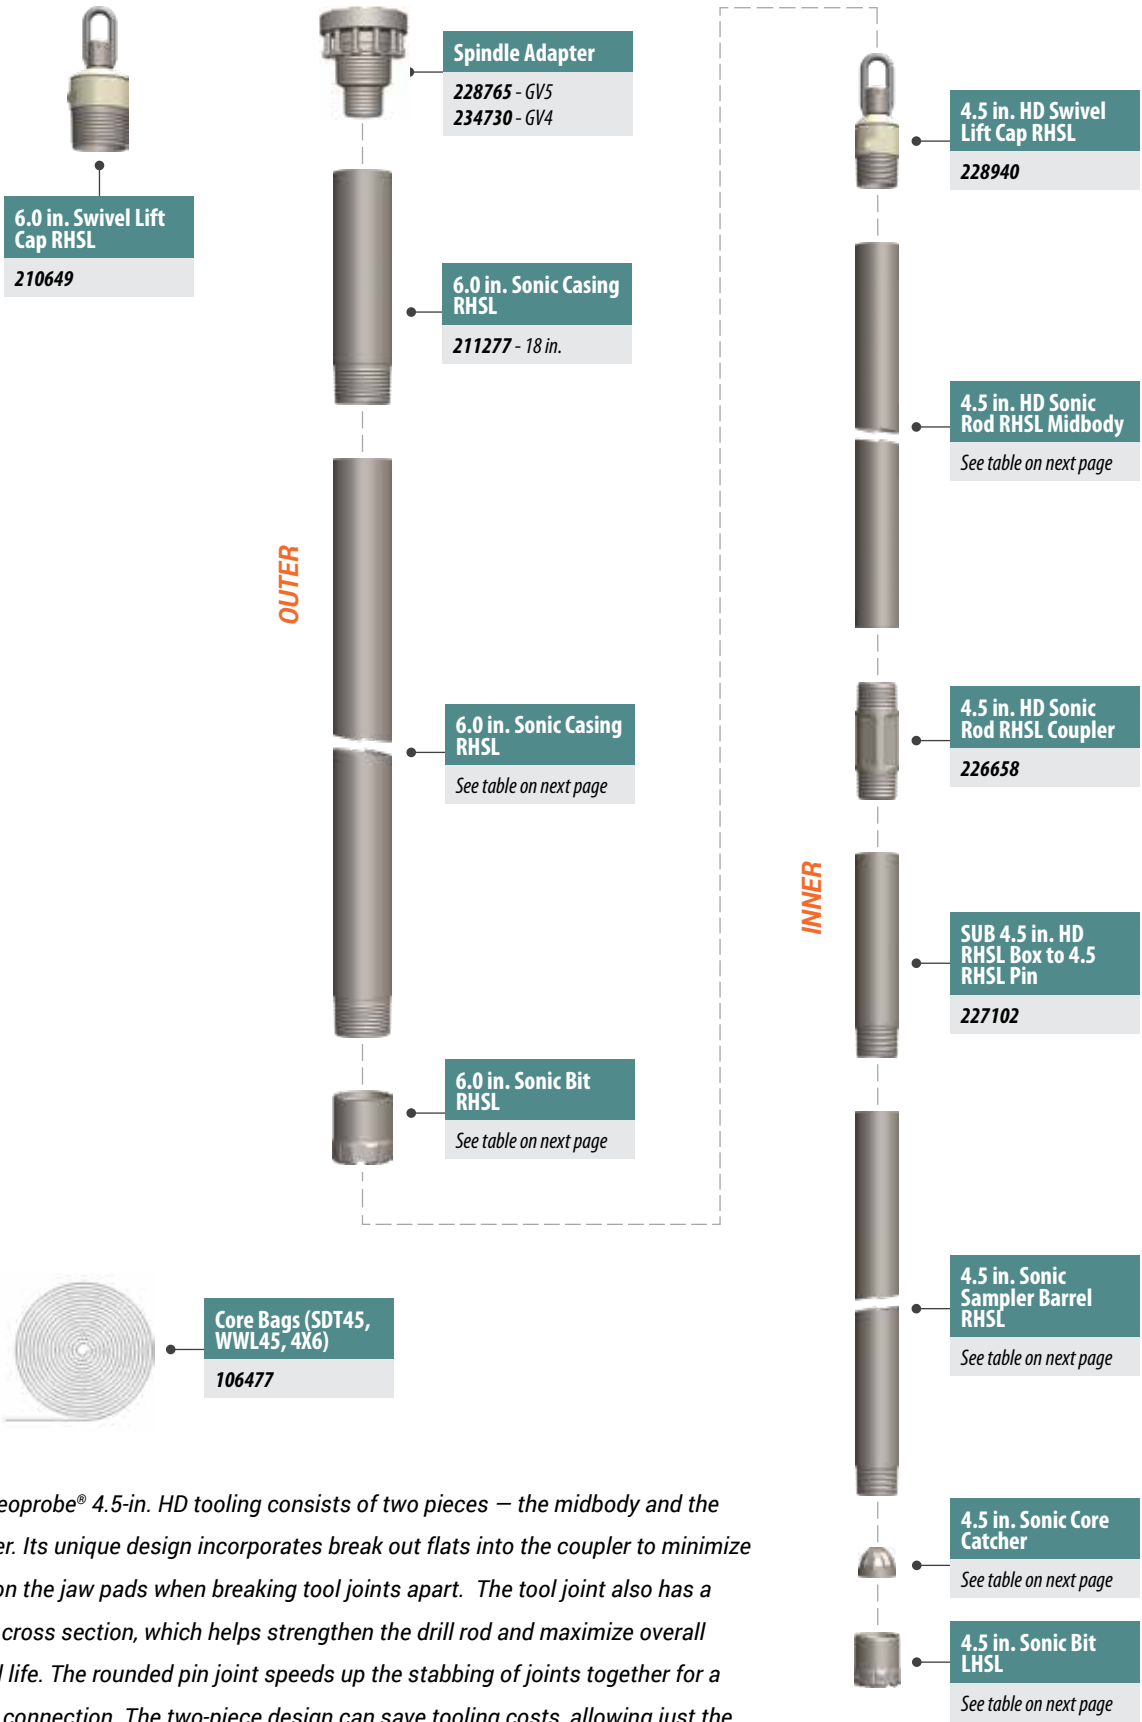 Spindle Adapter
228765 - GV5
234730 - GV4
6.0 in. Swivel Lift
Cap RHSL
210649
6.0 in. Sonic Casing
RHSL
211277 - 18 in.
OUTER
6.0 in. Sonic Casing
RHSL
See table on next page
6.0 in. Sonic Bit
RHSL
See table on next page
4.5 in. HD Swivel
Lift Cap RHSL
228940
4.5 in. HD Sonic
Rod RHSL Midbody
See table on next page
4.5 in. HD Sonic
Rod RHSL Coupler
226658
INNER
SUB 4.5 in. HD
RHSL Box to 4.5
RHSL Pin
227102
4.5 in. Sonic
Sampler Barrel
RHSL
See table on next page
4.5 in. Sonic Core
Catcher
See table on next page
4.5 in. Sonic Bit
LHSL
See table on next page
Core Bags (SDT45,
WWL45, 4X6)
106477
eoprobe® 4.5-in. HD tooling consists of two pieces — the midbody and the
er. Its unique design incorporates break out flats into the coupler to minimize
on the jaw pads when breaking tool joints apart. The tool joint also has a
cross section, which helps strengthen the drill rod and maximize overall
l life. The rounded pin joint speeds up the stabbing of joints together for a
connection. The two-piece design can save tooling costs, allowing just the